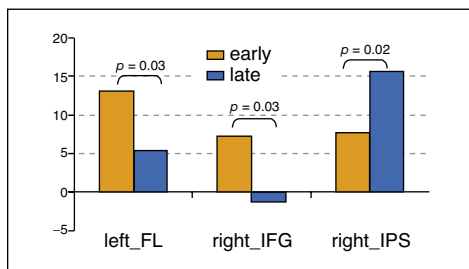 20
15
10
5
0
−5
early
late
p = 0.03
p = 0.03
p = 0.02
left_FL
right_IFG
right_IPS